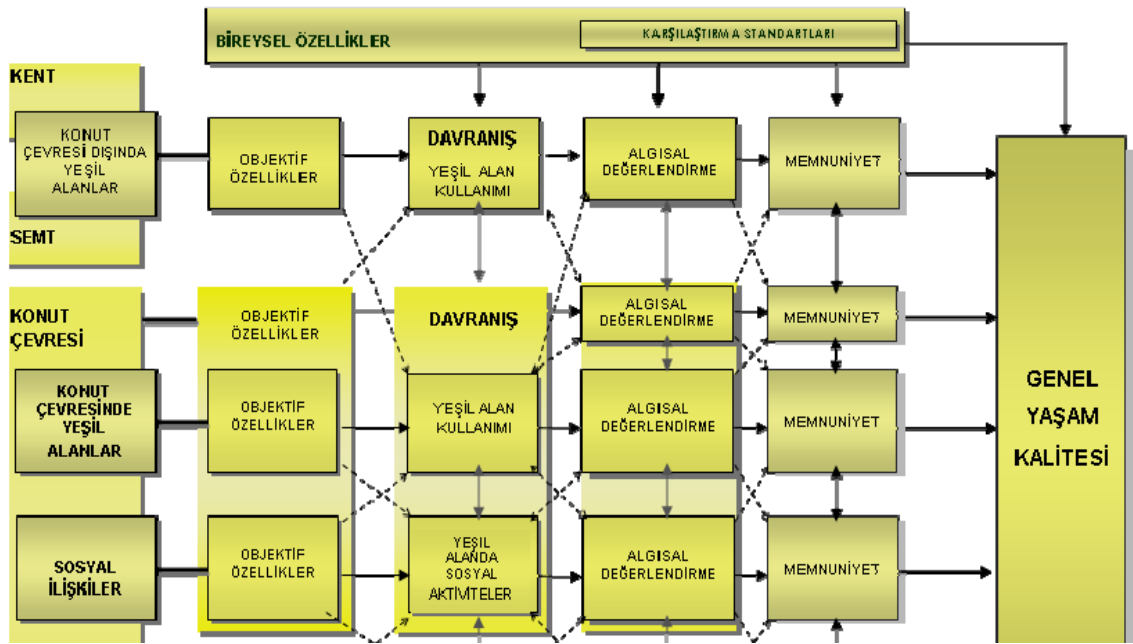 BİREYSEL ÖZELLİKLER
KARŞILAŞTIRMA STANDARTLARI
KENT
KONUT
ÇEVRESİ DIŞINDA
YEŞİL
ALANLAR
OBJEKTİF
ÖZELLİKLER
DAVRANIŞ
YEŞİL ALAN
KULLANIMI
ALGISAL
DEĞERLENDİRME
MEMNUNİYET
SEMT
KONUT
ÇEVRESİ
OBJEKTİF
ÖZELLİKLER
DAVRANIŞ
ALGISAL
DEĞERLENDİRME
MEMNUNİYET
KONUT
ÇEVRESİNDE
YEŞİL
ALANLAR
OBJEKTİF
ÖZELLİKLER
YEŞİL ALAN
KULLANIMI
ALGISAL
DEĞERLENDİRME
MEMNUNİYET
SOSYAL
İLİŞKİLER
OBJEKTİF
ÖZELLİKLER
YEŞİL
ALANDA
SOSYAL
AKTİVİTELER
ALGISAL
DEĞERLENDİRME
MEMNUNİYET
GENEL
YAŞAM
KALİTESİ